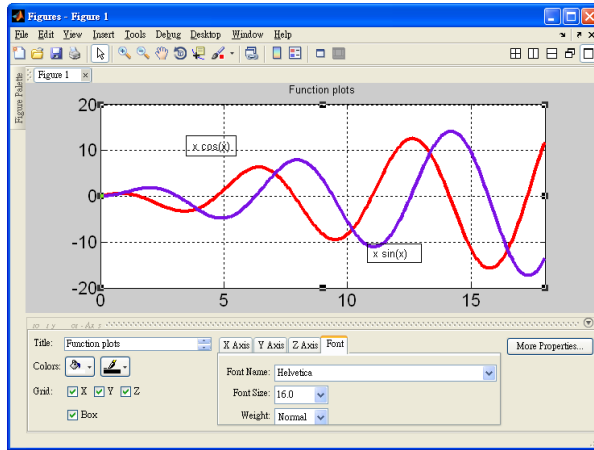 Figures - Figure 1
File Edit View Insert Tools Debug Desktop Window Help
Figure 1 ×
Figure Palette
Function plots
20
10
0
-10
-20
x cos(x)
x sin(x)
0 5 10 15
Title: Function plots
X Axis Y Axis Z Axis Font
More Properties...
Colors:
Font Name: Helvetica
Grid: X Y Z
Font Size: 16.0
Box
Weight: Normal